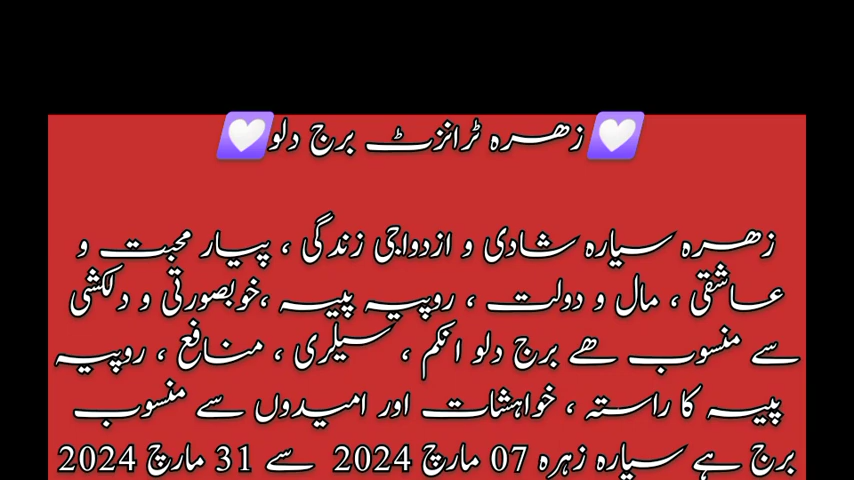 💟زھرہ ٹرانزٹ برج دلو💟
زھرہ سیارہ شادی و ازدواجی زندگی ، پیار محبت و
عاشقی ، مال و دولت ، روپیہ پیسہ ،خوبصورتی و دلکشی
سے منسوب ھے برج دلو انکم ، سیلری ، منافع ، روپیہ
پیسہ کا راستہ ، خواہشات اور امیدوں سے منسوب
برج ہے سیارہ زہرہ 07 مارچ 2024 سے 31 مارچ 2024